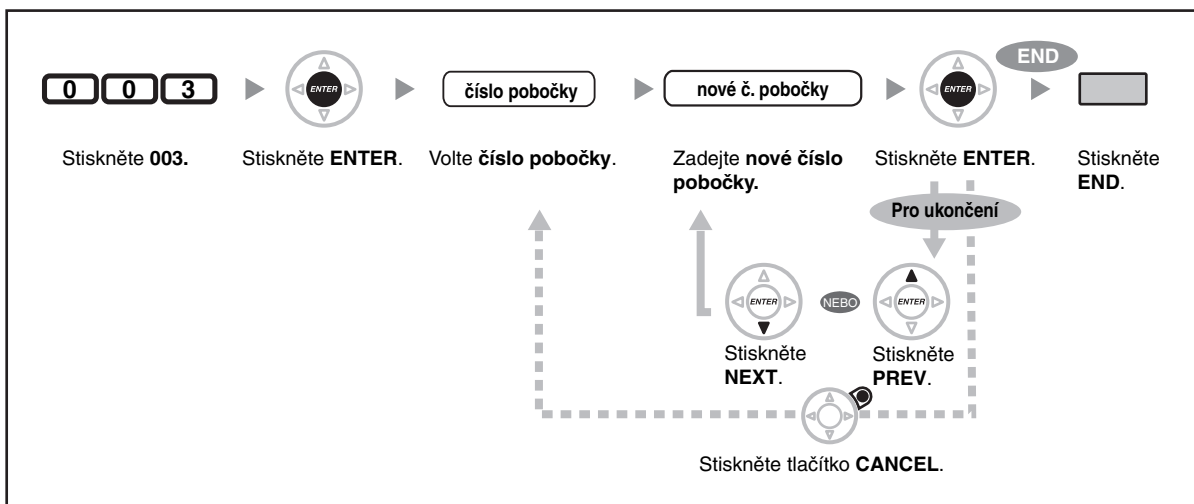 END
0 0 3
ENTER
číslo pobočky
nové č. pobočky
ENTER
Stiskněte 003.
Stiskněte ENTER.
Volte číslo pobočky.
Zadejte nové číslo
pobočky.
Stiskněte ENTER.
Stiskněte
END.
Pro ukončení
ENTER
NEBO
ENTER
Stiskněte
NEXT.
Stiskněte
PREV.
Stiskněte tlačítko CANCEL.